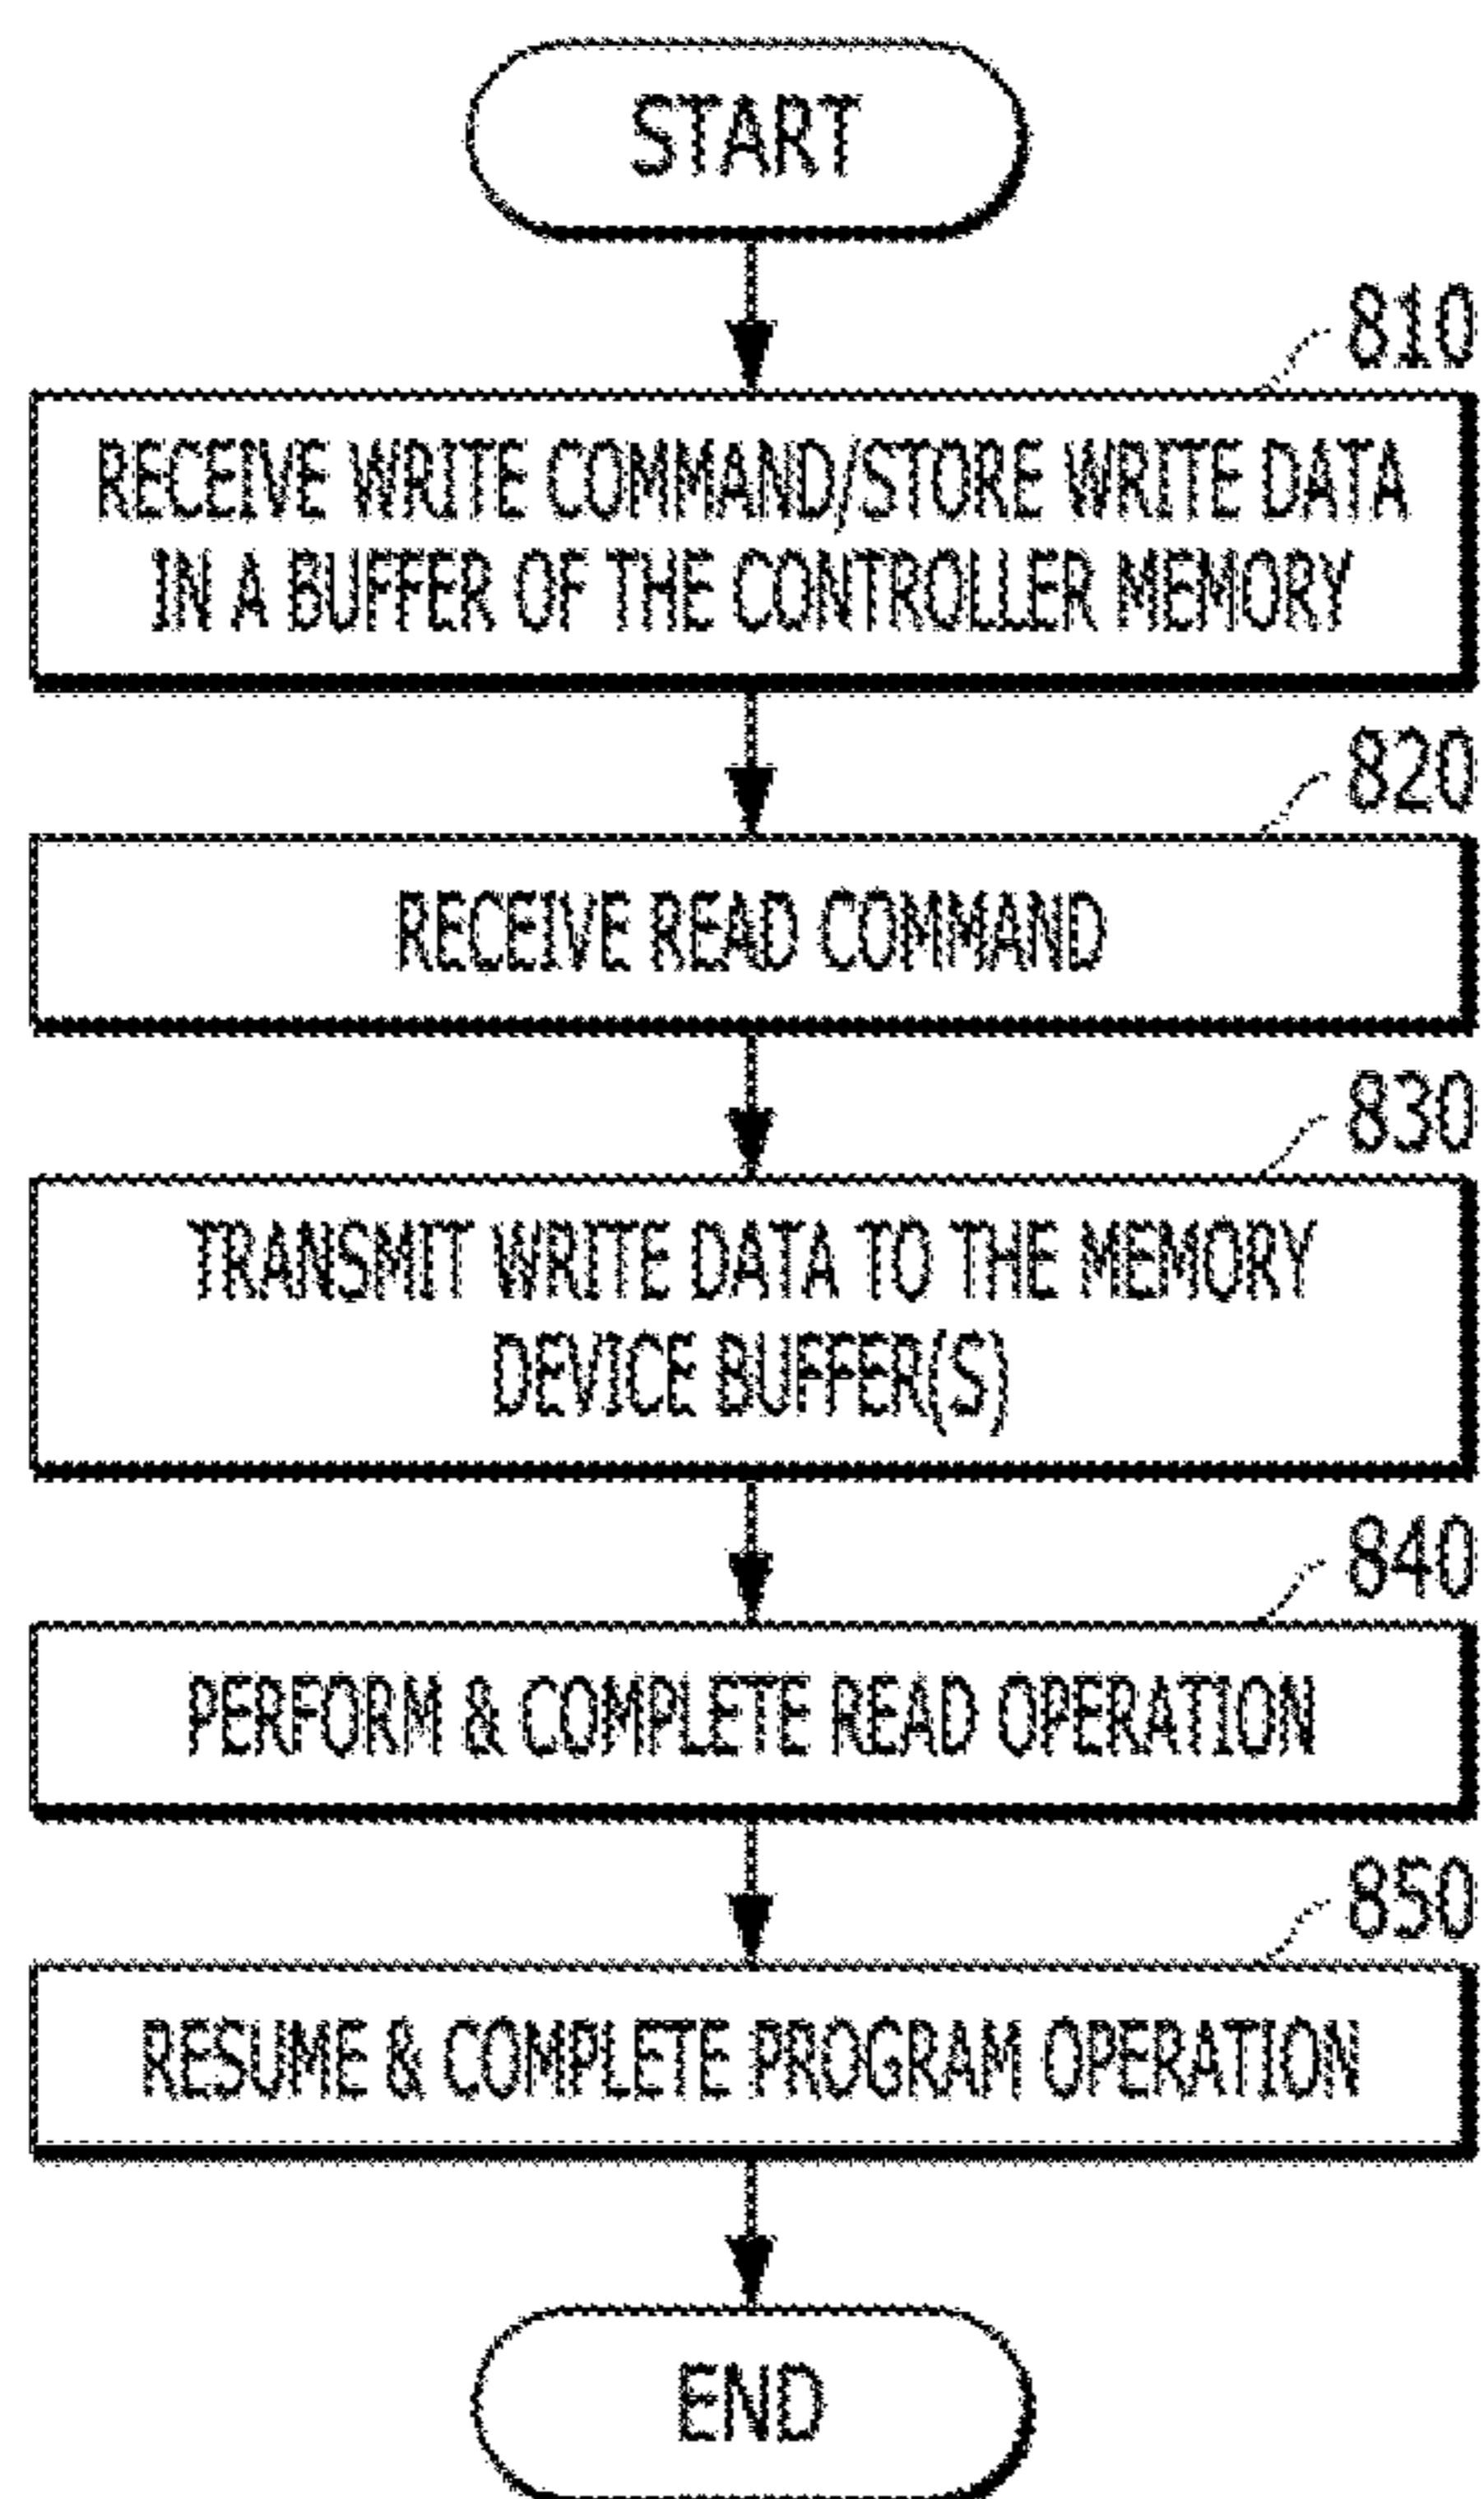 START
810
RECEIVE WRITE COMMAND/STORE WRITE DATA
IN A BUFFER OF THE CONTROLLER MEMORY
820
RECEIVE READ COMMAND
830
TRANSMIT WRITE DATA TO THE MEMORY
DEVICE BUFFER(S)
840
PERFORM & COMPLETE READ OPERATION
850
RESUME & COMPLETE PROGRAM OPERATION
END